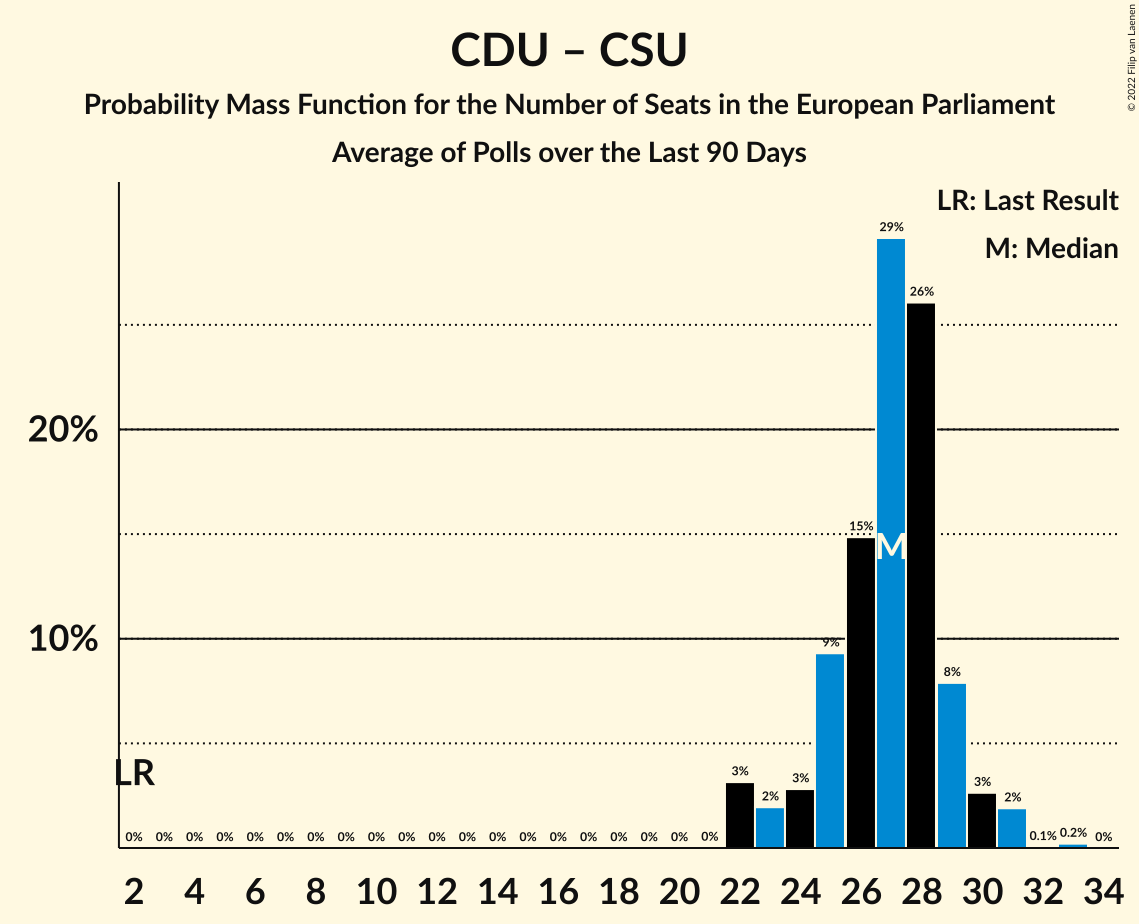 CDU – CSU
Probability Mass Function for the Number of Seats in the European Parliament
Average of Polls over the Last 90 Days
© 2022 Filip van Laenen
LR: Last Result
M: Median
29%
26%
20%
15%
M
10%
9%
8%
LR
3%
2%
3%
3%
2%
0% 0% 0% 0% 0% 0% 0% 0% 0% 0% 0% 0% 0% 0% 0% 0% 0% 0% 0% 0% 0.1% 0.2% 0%
2 4 6 8 10 12 14 16 18 20 22 24 26 28 30 32 34